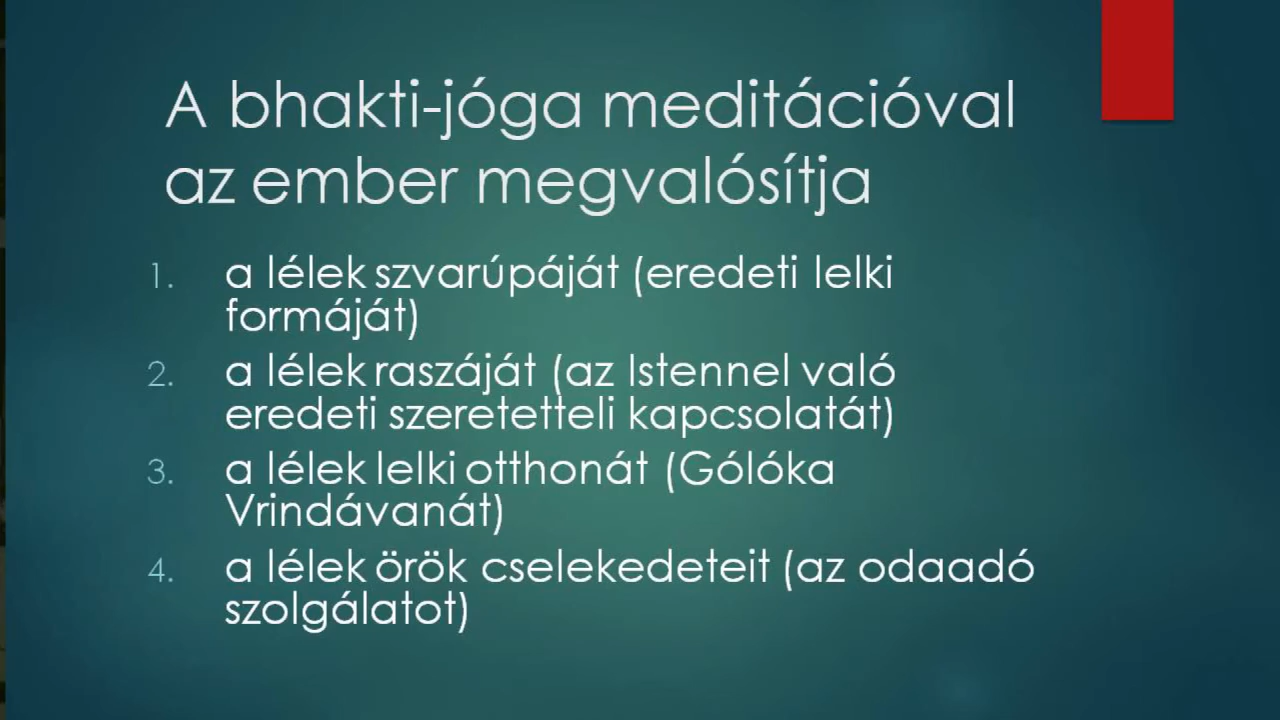 A bhakti-jóga meditációval
az ember megvalósítja
1. a lélek szvarúpáját (eredeti lelki
formáját)
2. a lélek raszáját (az Istennel való
eredeti szeretetteli kapcsolatát)
3. a lélek lelki otthonát (Gólóka
Vrindávanát)
4. a lélek örök cselekedeteit (az odaadó
szolgálatot)